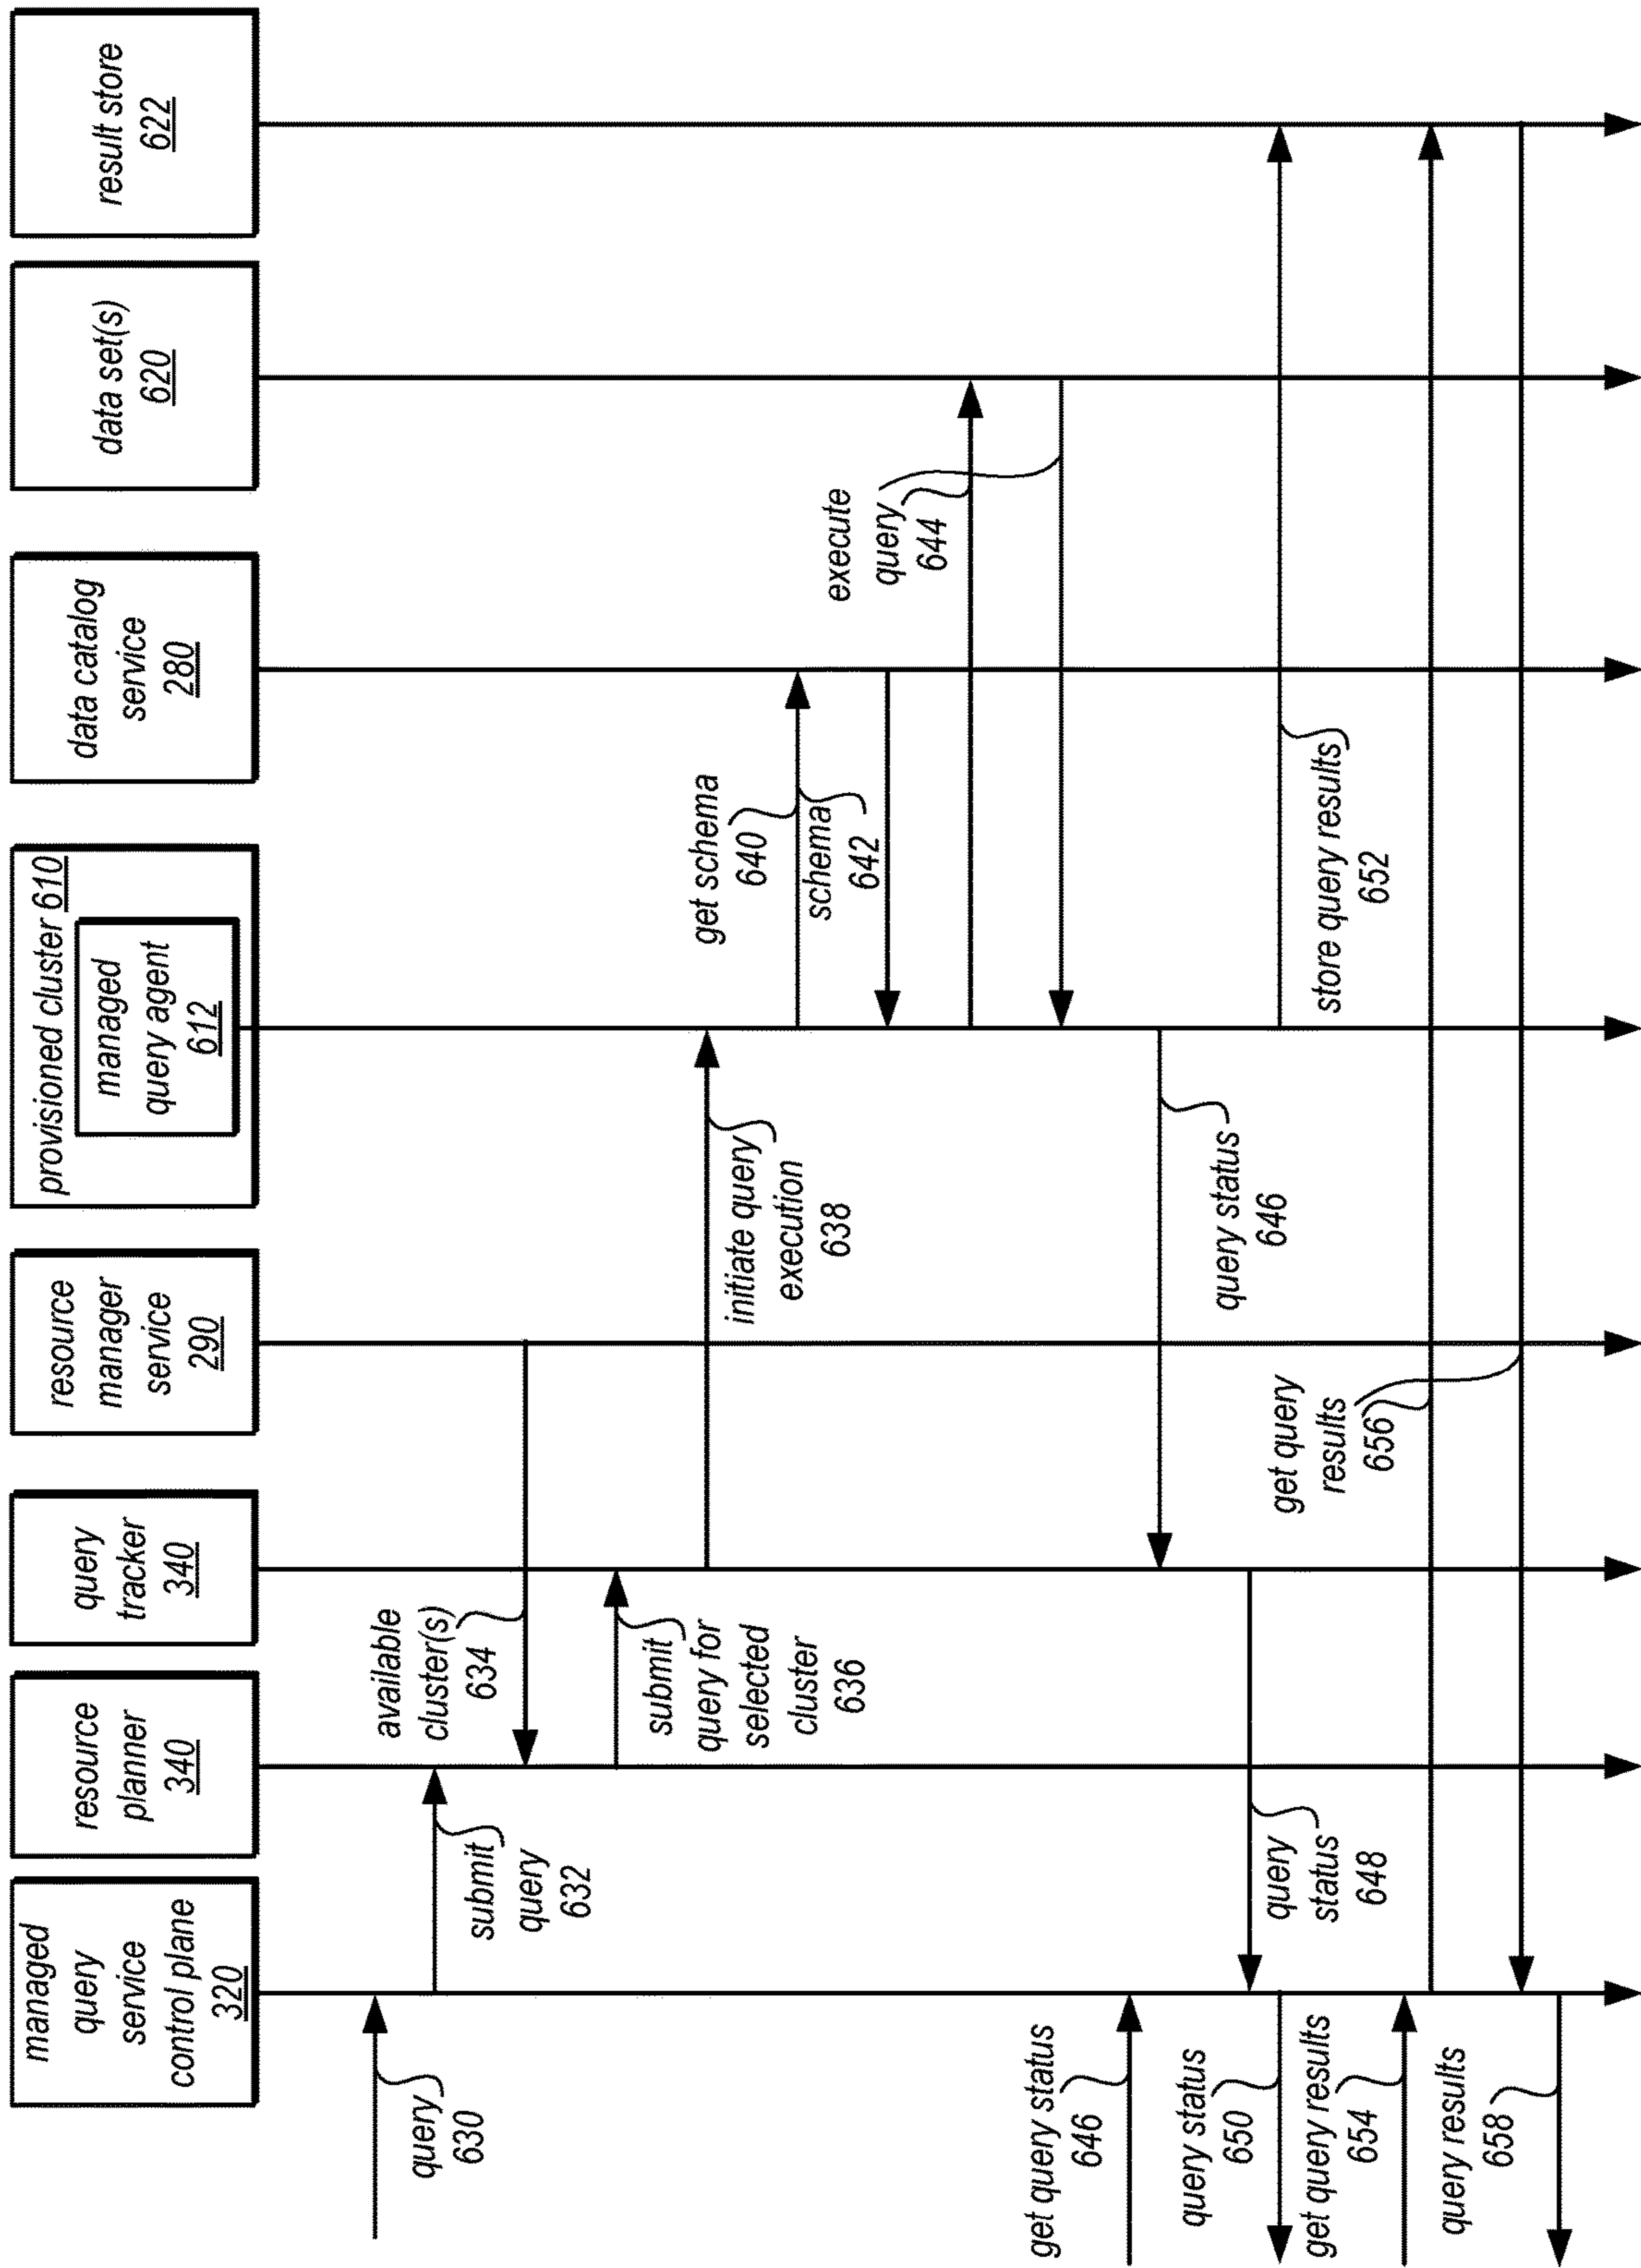 managed
query
service
control plane
320
resource
planner
340
query
tracker
340
resource
manager
service
290
provisioned cluster 610
managed
query agent
612
data catalog
service
280
data set(s)
620
result store
622
query
630
submit
query
632
available
cluster(s)
634
submit
query for
selected
cluster
636
initiate query
execution
638
get schema
640
schema
642
execute
query
644
get query status
646
query status
646
query
status
648
query status
650
store query results
652
get query results
654
get query
results
656
query results
658